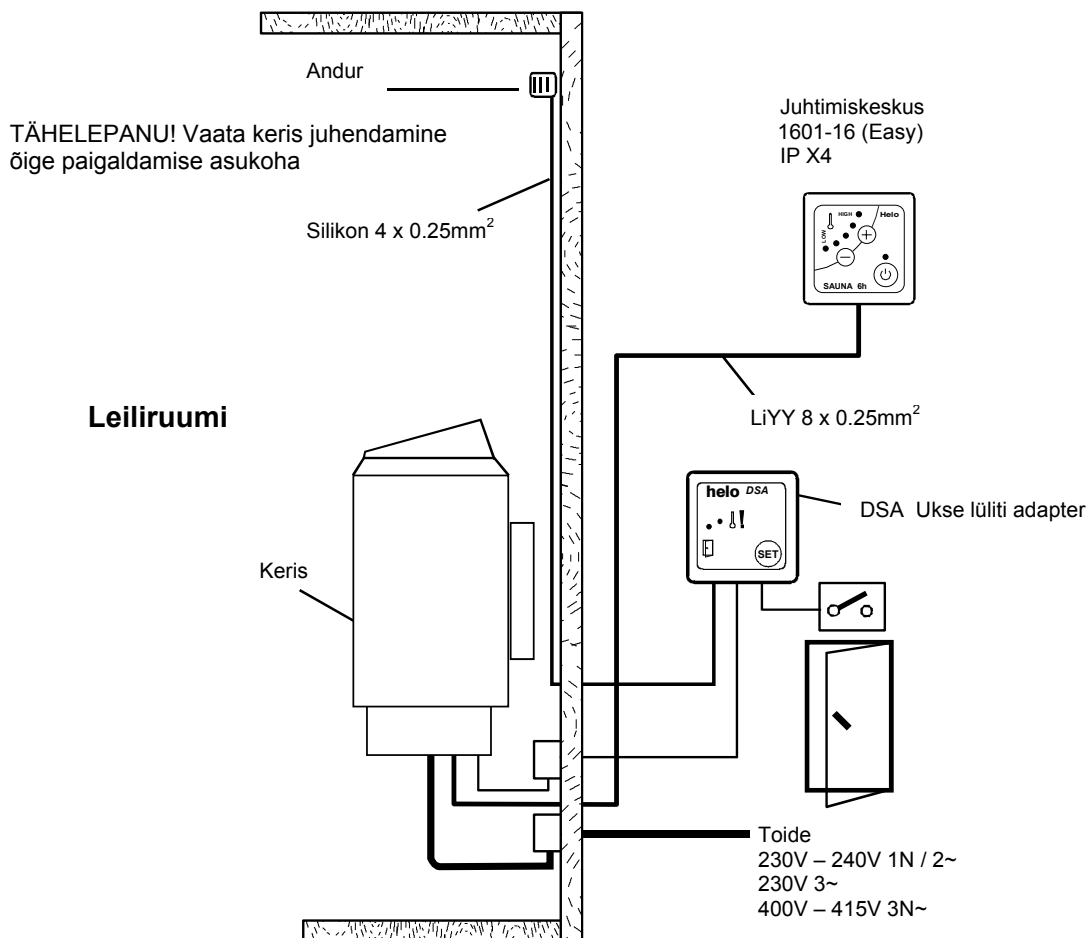 Andur
TÄHELEPANU! Vaata keris juhendamine
õige paigaldamise asukoha
Silikon 4 x 0.25mm²
Juhtimiskeskus
1601-16 (Easy)
IP X4
HIGH
Helo
LOW
SAUNA 6h
LiYY 8 x 0.25mm²
Leiliruumi
helo DSA
SET
DSA Ukse lüliti adapter
Keris
Toide
230V – 240V 1N / 2~
230V 3~
400V – 415V 3N~